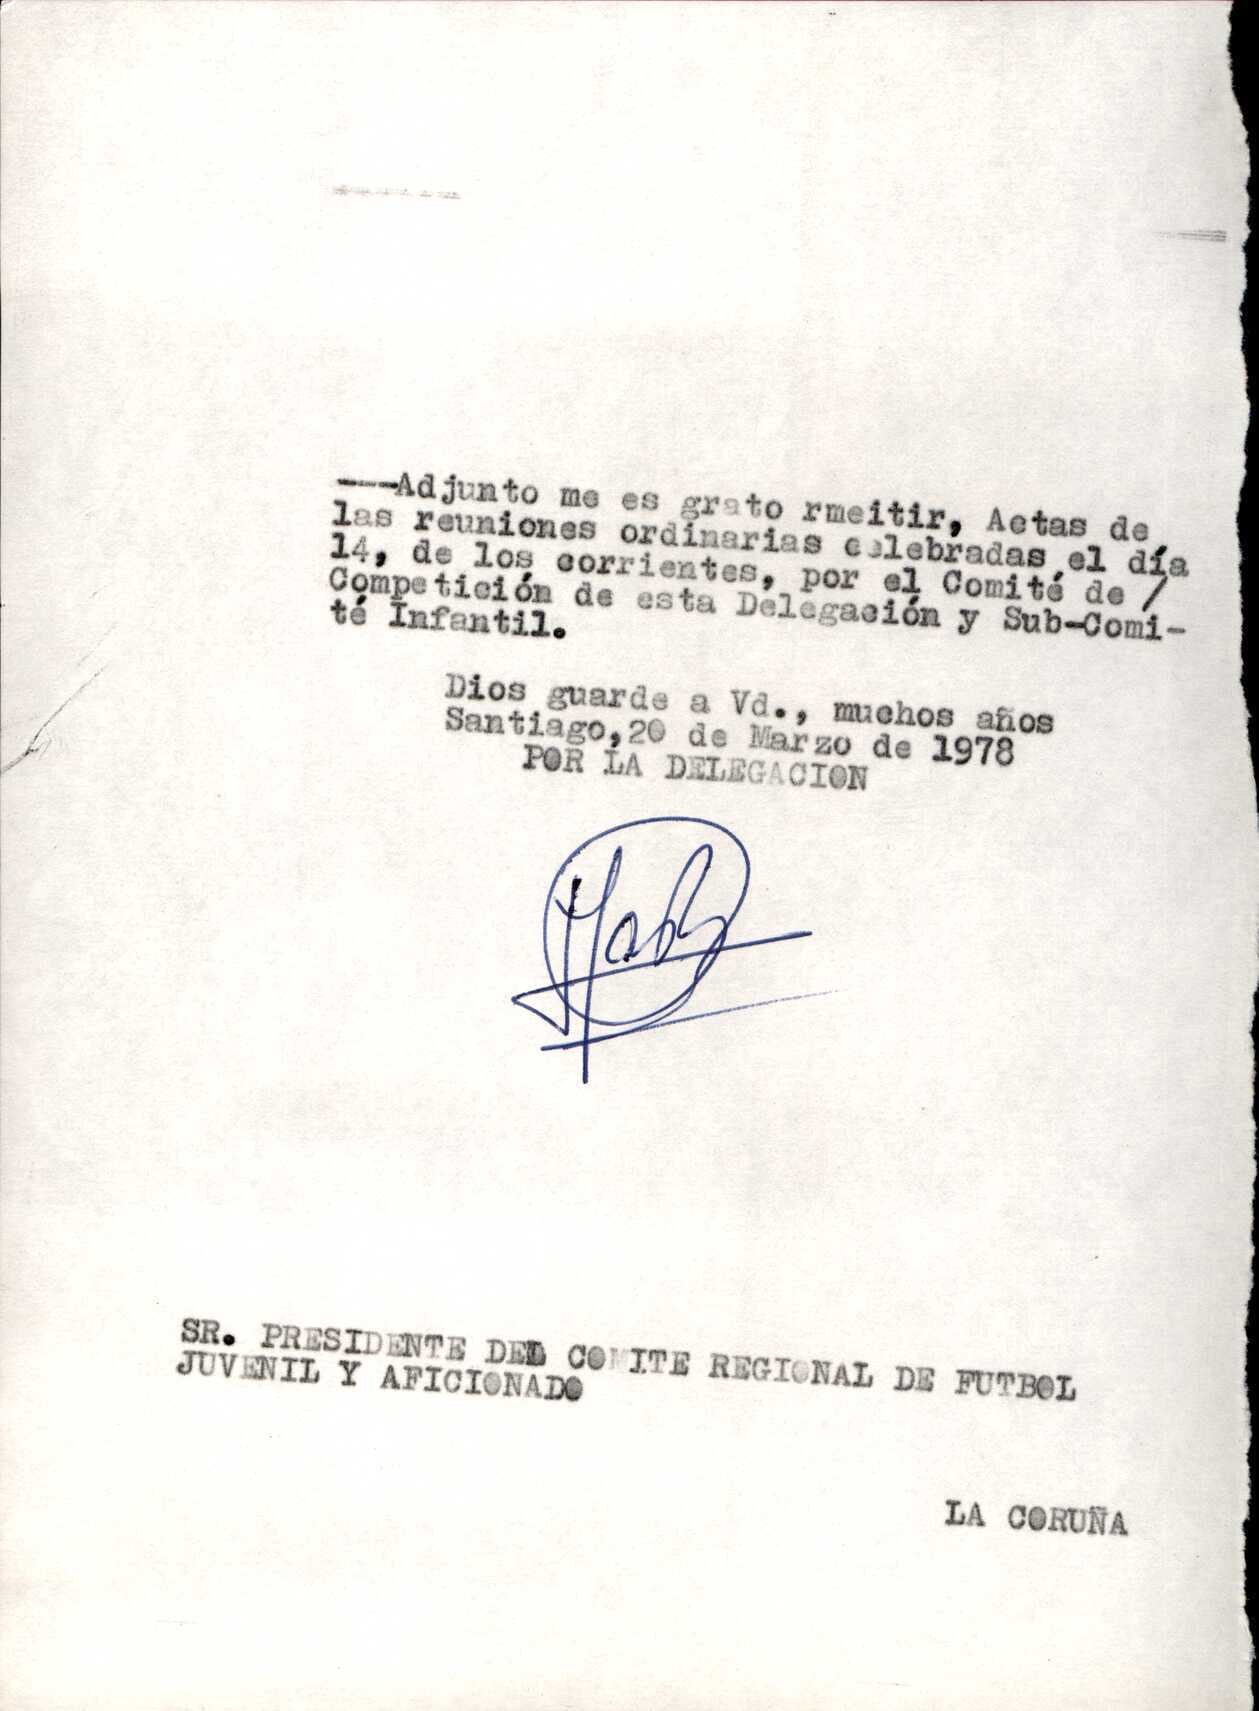 ---Adjunto me es grato rmeitir, Actas de
las reuniones ordinarias celebradas el día
14, de los corrientes, por el Comité de /
Competición de esta Delegación y Sub-Comi-
té Infantil.
Dios guarde a Vd., muchos años
Santiago,20 de Marzo de 1978
POR LA DELEGACION
SR. PRESIDENTE DEL COMITE REGIONAL DE FUTBOL
JUVENIL Y AFICIONADO
LA CORUÑA